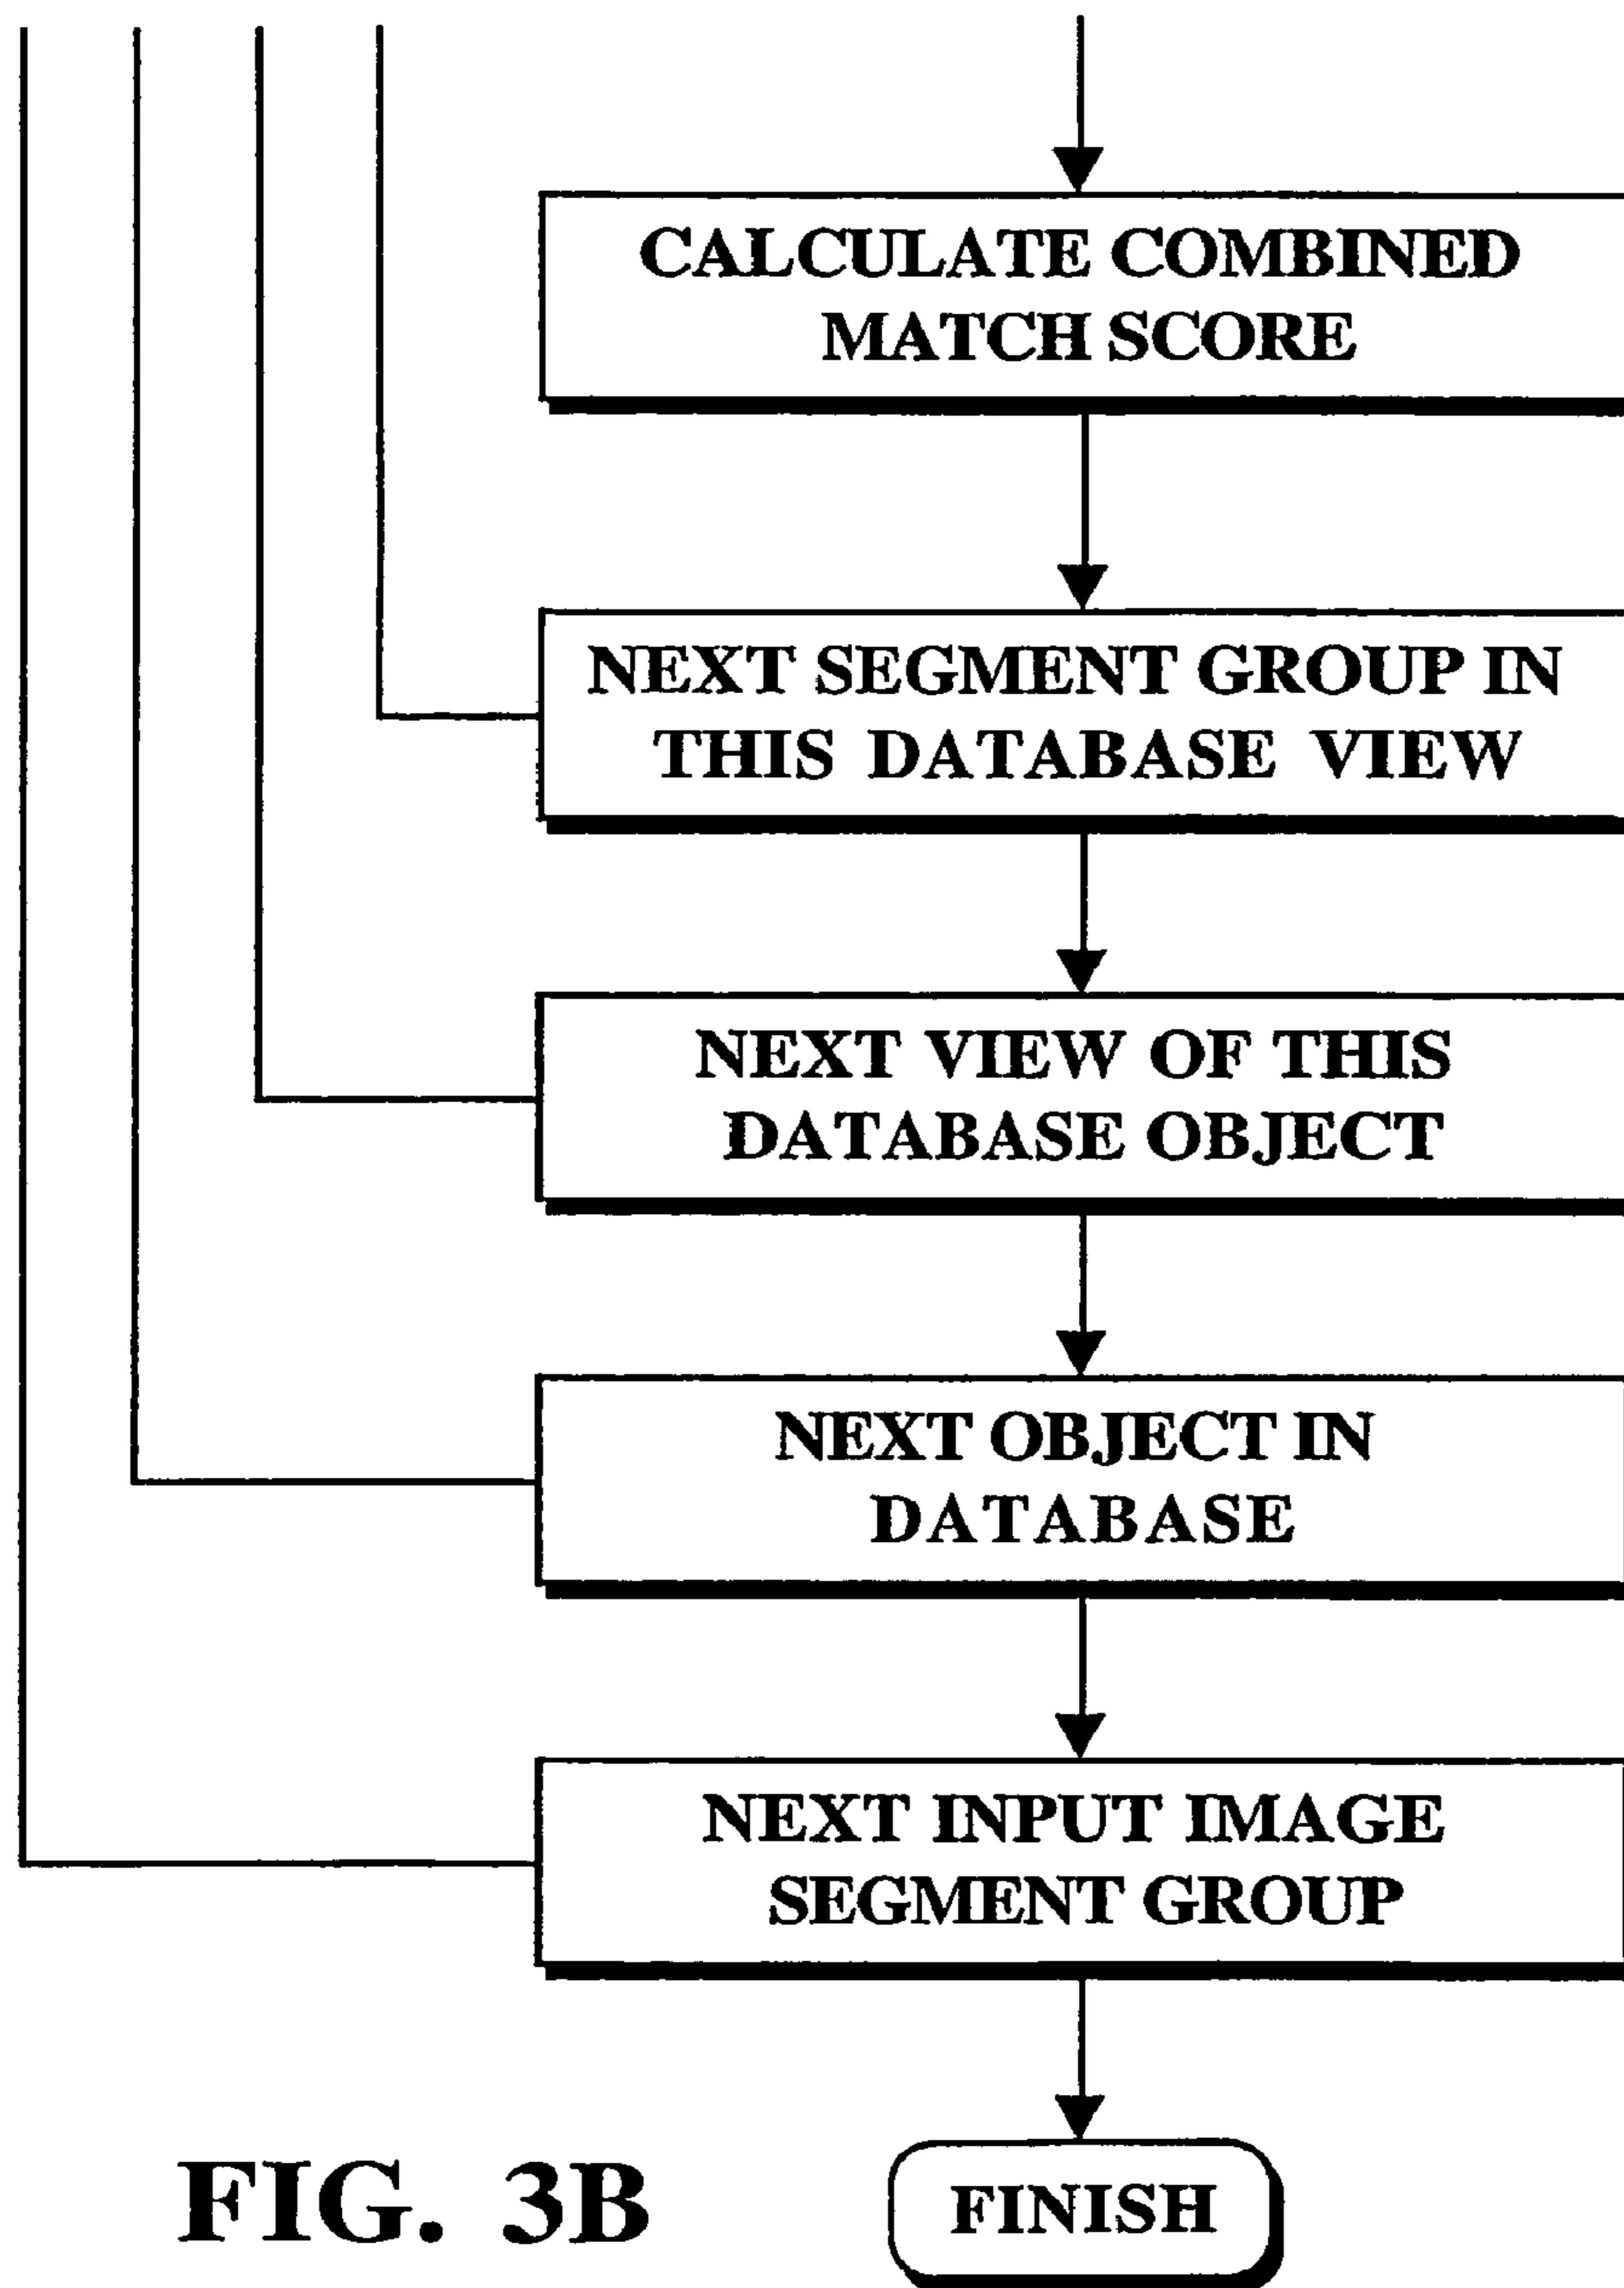 CALCULATE COMBINED
MATCH SCORE
NEXT SEGMENT GROUP IN
THIS DATABASE VIEW
NEXT VIEW OF THIS
DATABASE OBJECT
NEXT OBJECT IN
DATABASE
NEXT INPUT IMAGE
SEGMENT GROUP
FINISH
FIG. 3B